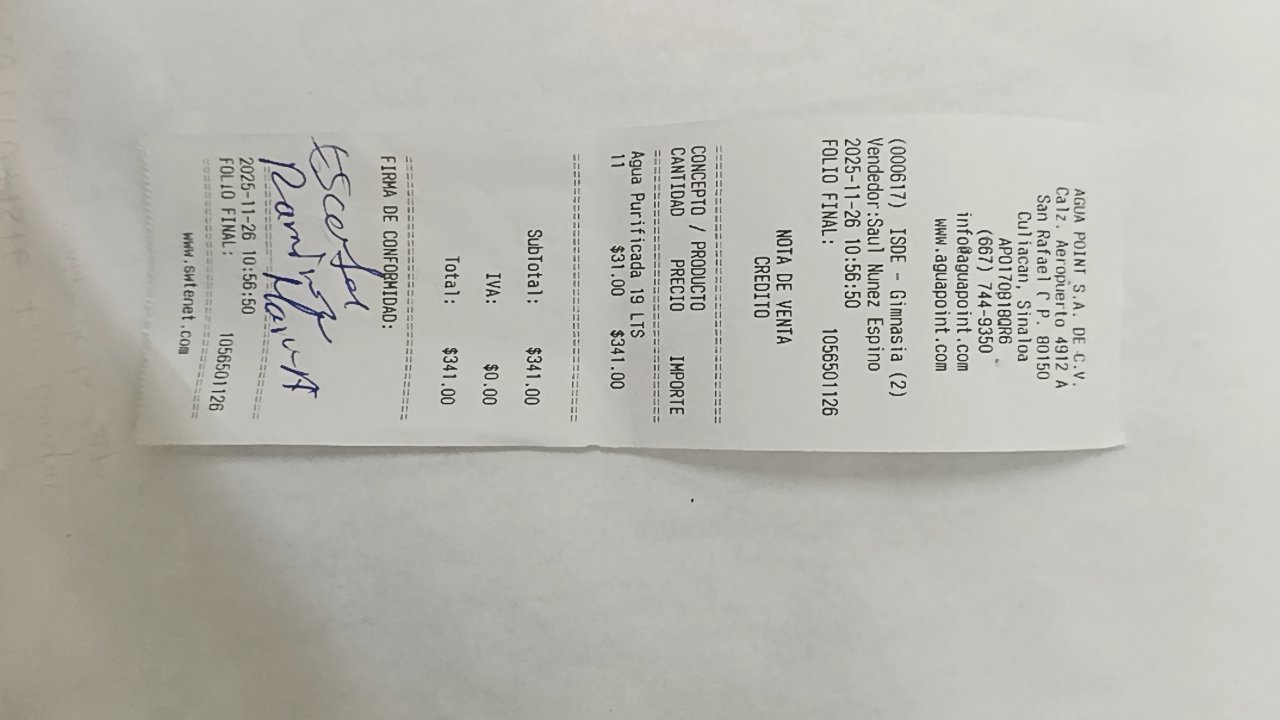 AGUA POINT S.A. DE C.V.
Calz. Aeropuerto 4912 A
San Rafael C P. 80150
Culiacan, Sinaloa
APO170818QR6
(667) 744-9350
info@aguapoint.com
www.aguapoint.com
(000617) ISDE - Gimnasia (2)
Vendedor:Saul Nunez Espino
2025-11-26 10:56:50
FOLIO FINAL: 1056501126
NOTA DE VENTA
CREDITO
==============================
CONCEPTO / PRODUCTO
CANTIDAD PRECIO IMPORTE
==============================
Agua Purificada 19 LTS
11 $31.00 $341.00
==============================
SubTotal: $341.00
IVA: $0.00
Total: $341.00
==============================
FIRMA DE CONFORMIDAD:
Ramirez
==============================
2025-11-26 10:56:50
FOLIO FINAL: 1056501126
==============================
www.swtenet.com